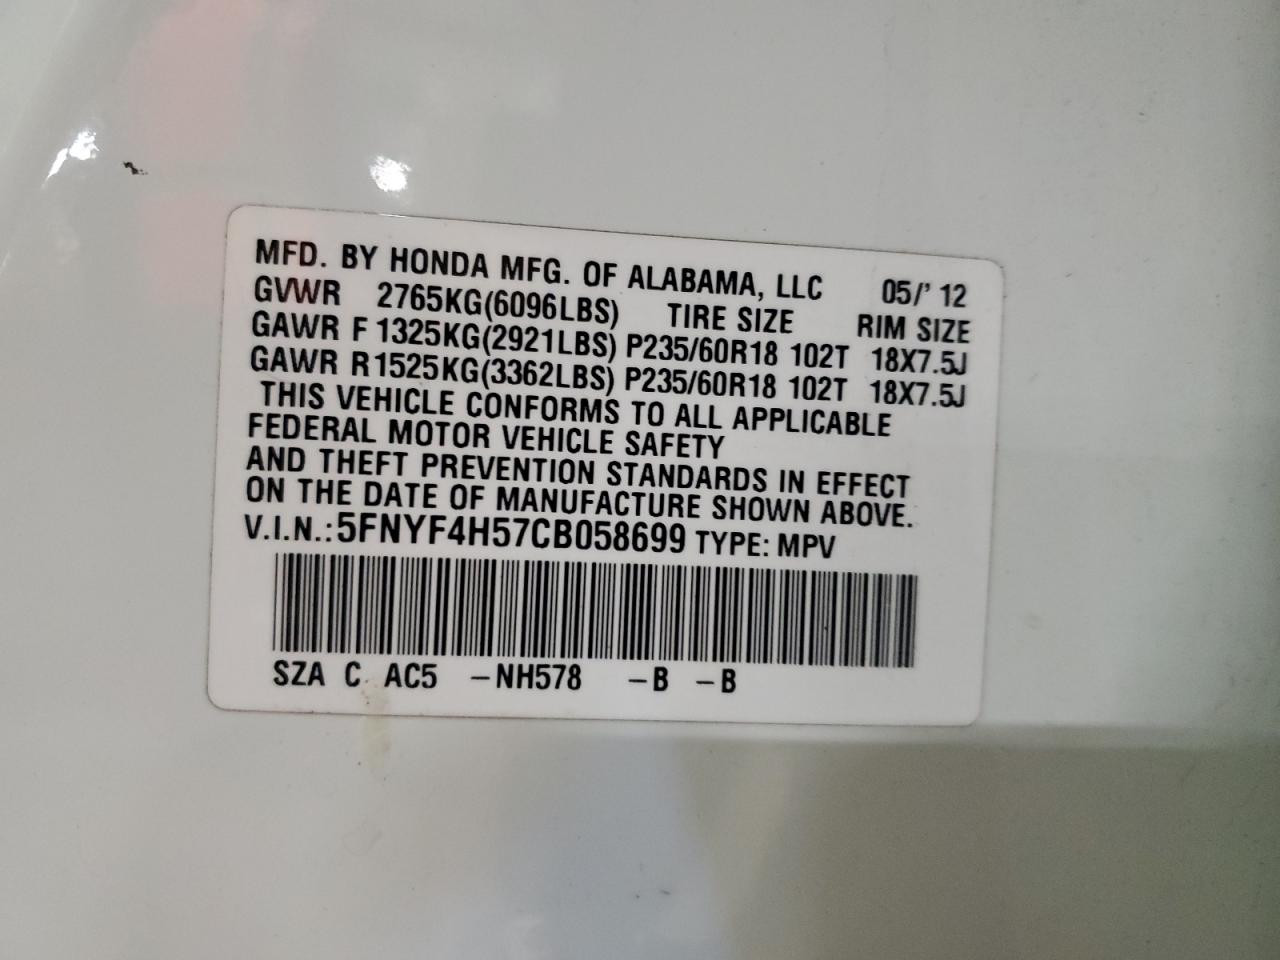 MFD. BY HONDA MFG. OF ALABAMA, LLC 05/' 12
GVWR 2765KG(6096LBS) TIRE SIZE RIM SIZE
GAWR F 1325KG(2921LBS) P235/60R18 102T 18X7.5J
GAWR R 1525KG(3362LBS) P235/60R18 102T 18X7.5J
THIS VEHICLE CONFORMS TO ALL APPLICABLE
FEDERAL MOTOR VEHICLE SAFETY
AND THEFT PREVENTION STANDARDS IN EFFECT
ON THE DATE OF MANUFACTURE SHOWN ABOVE.
V.I.N.:5FNYF4H57CB058699 TYPE: MPV
SZA C AC5 -NH578 -B -B